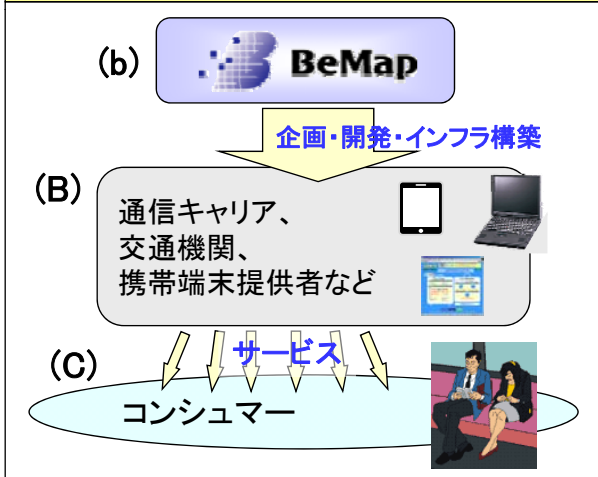 (b)
BeMap
企画・開発・インフラ構築
(B)
通信キャリア、
交通機関、
携帯端末提供者など
サービス
(C)
コンシュマー